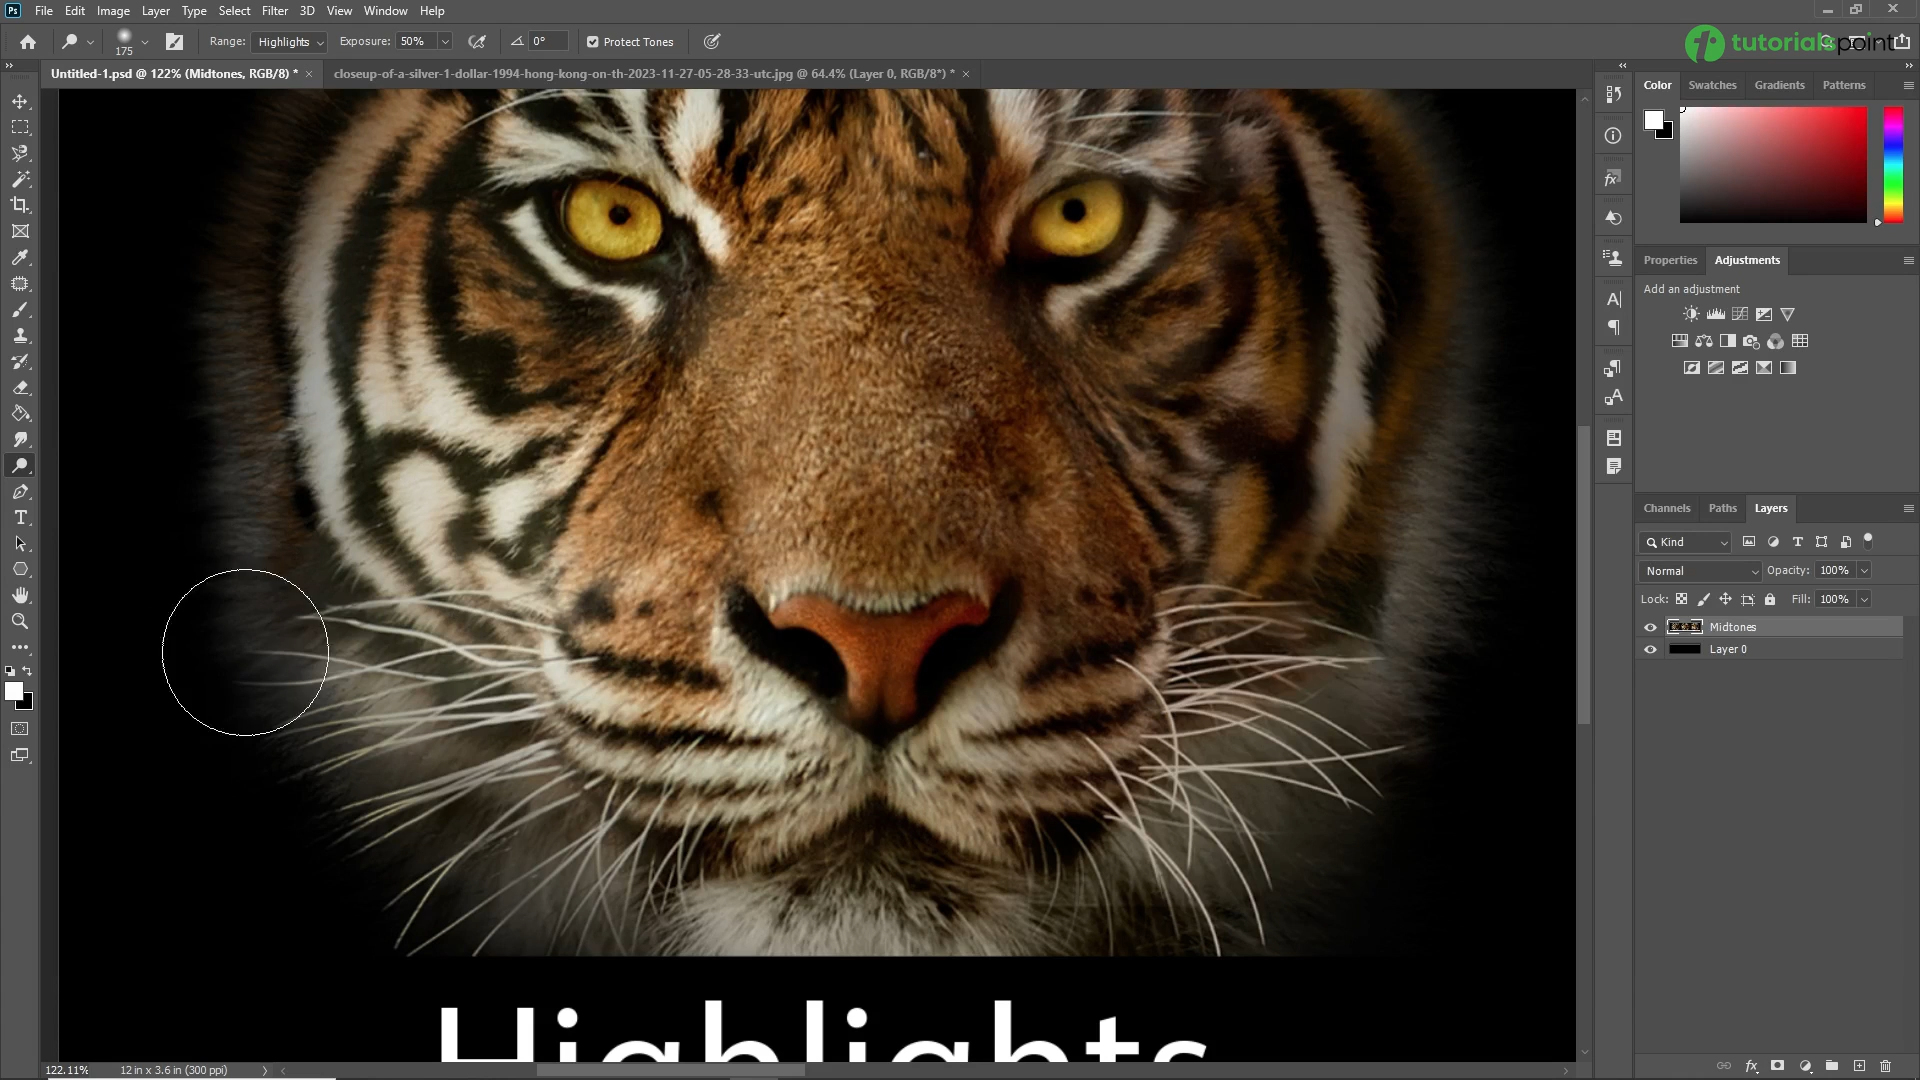 Ps File Edit Image Layer Type Select Filter 3D View Window Help
175 Range: Highlights Exposure: 50% 0° Protect Tones
tutorialspoint
Untitled-1.psd @ 122% (Midtones, RGB/8) * × closeup-of-a-silver-1-dollar-1994-hong-kong-on-th-2023-11-27-05-28-33-utc.jpg @ 64.4% (Layer 0, RGB/8*) * ×
Color Swatches Gradients Patterns
Properties Adjustments
Add an adjustment
Channels Paths Layers
Kind
Normal Opacity: 100%
Lock: Fill: 100%
Midtones
Layer 0
Highlights
122.11% 12 in x 3.6 in (300 ppi)